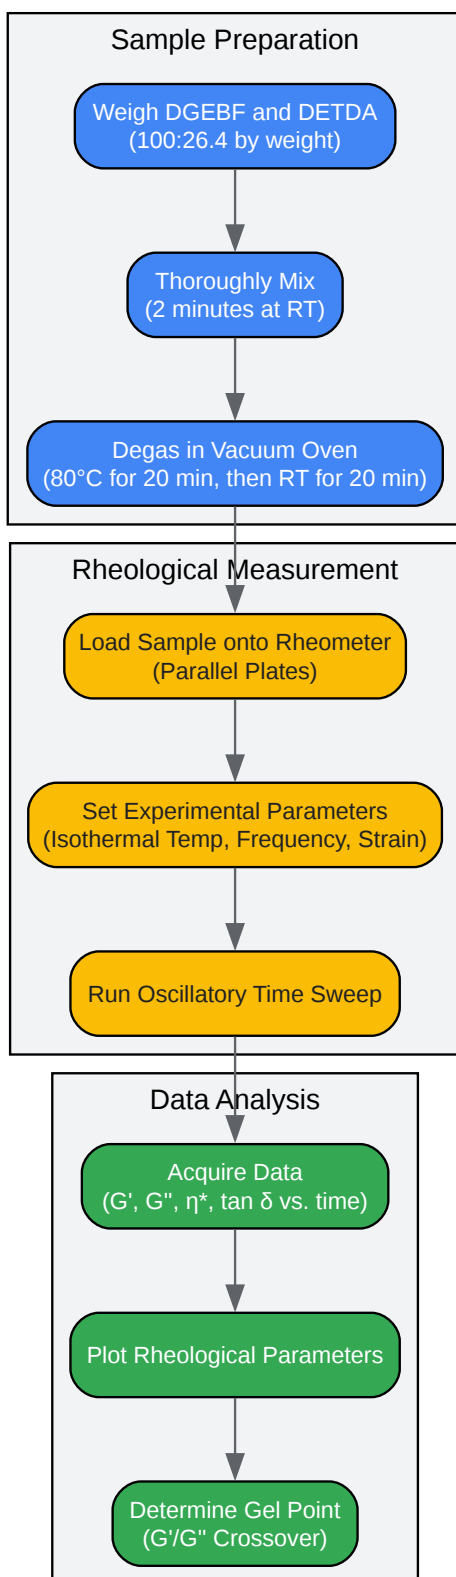 Sample Preparation
Weigh DGEBF and DETDA
(100:26.4 by weight)
Thoroughly Mix
(2 minutes at RT)
Degas in Vacuum Oven
(80°C for 20 min, then RT for 20 min)
Rheological Measurement
Load Sample onto Rheometer
(Parallel Plates)
Set Experimental Parameters
(Isothermal Temp, Frequency, Strain)
Run Oscillatory Time Sweep
Data Analysis
Acquire Data
(G', G'', η*, tan δ vs. time)
Plot Rheological Parameters
Determine Gel Point
(G'/G'' Crossover)